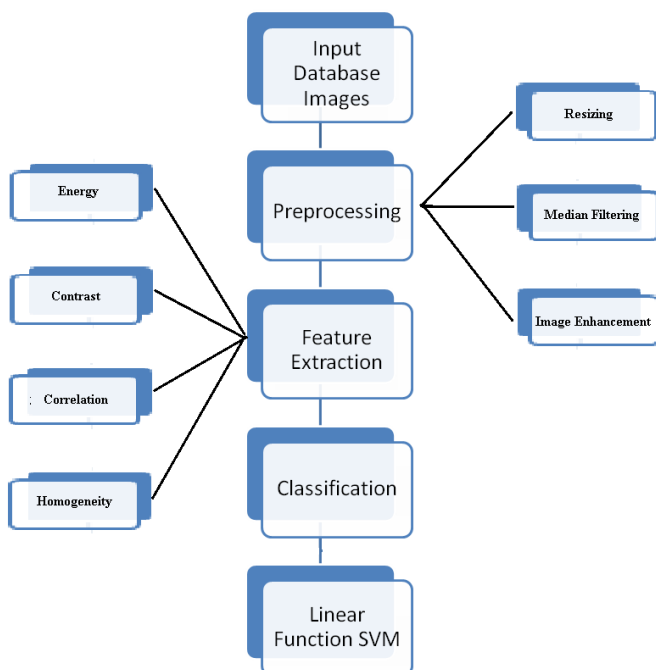 Input
Database
Images
Resizing
Energy
Preprocessing
Median Filtering
Contrast
Feature
Extraction
Image Enhancement
; Correlation
Classification
Homogeneity
Linear
Function SVM